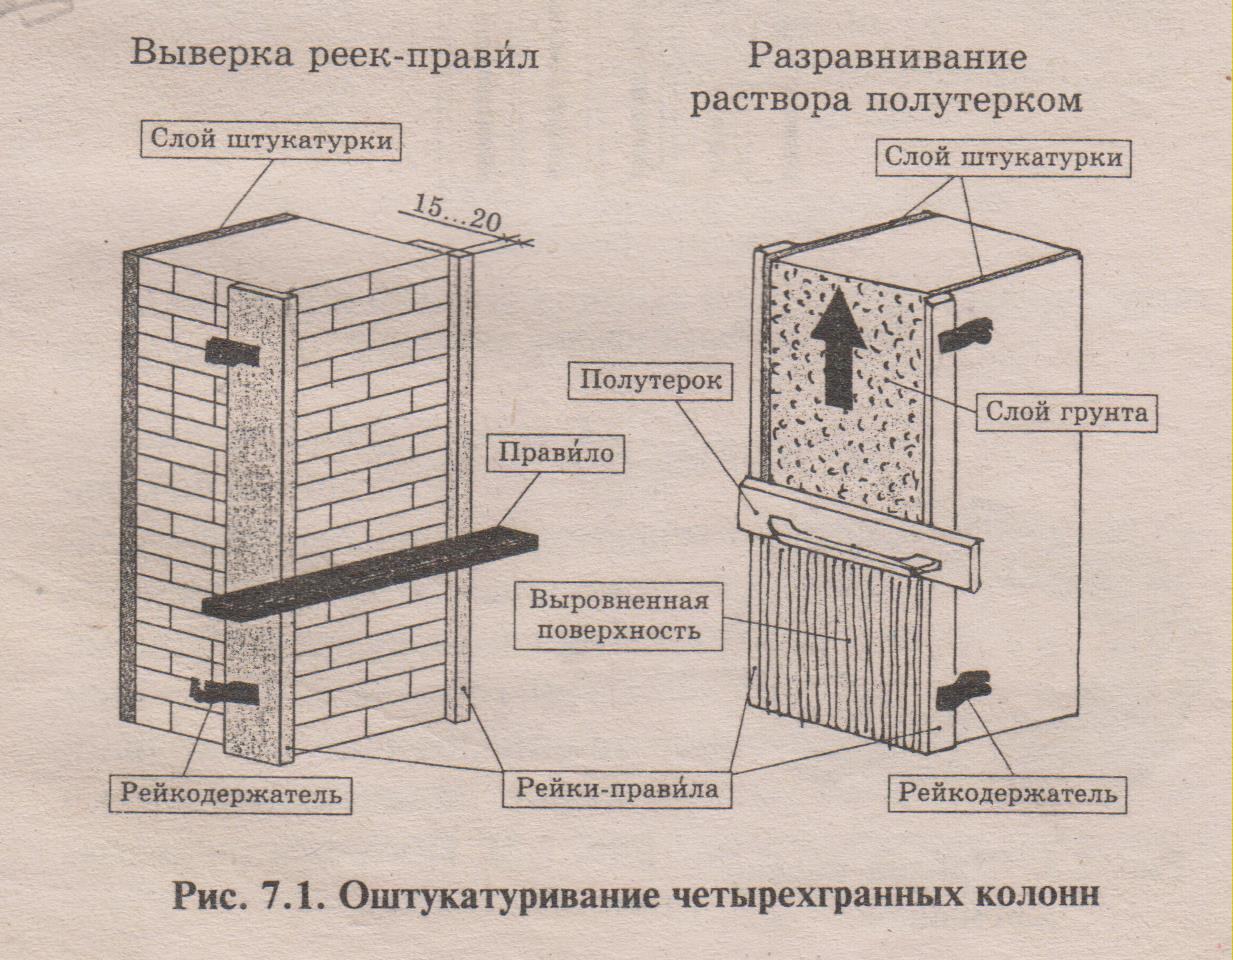 Выверка реек-прави́л
Разравнивание
раствора полутерком
Слой штукатурки
Слой штукатурки
15...20
Полутерок
Слой грунта
Прави́ло
Выровненная
поверхность
Рейкодержатель
Рейки-прави́ла
Рейкодержатель
Рис. 7.1. Оштукатуривание четырехгранных колонн